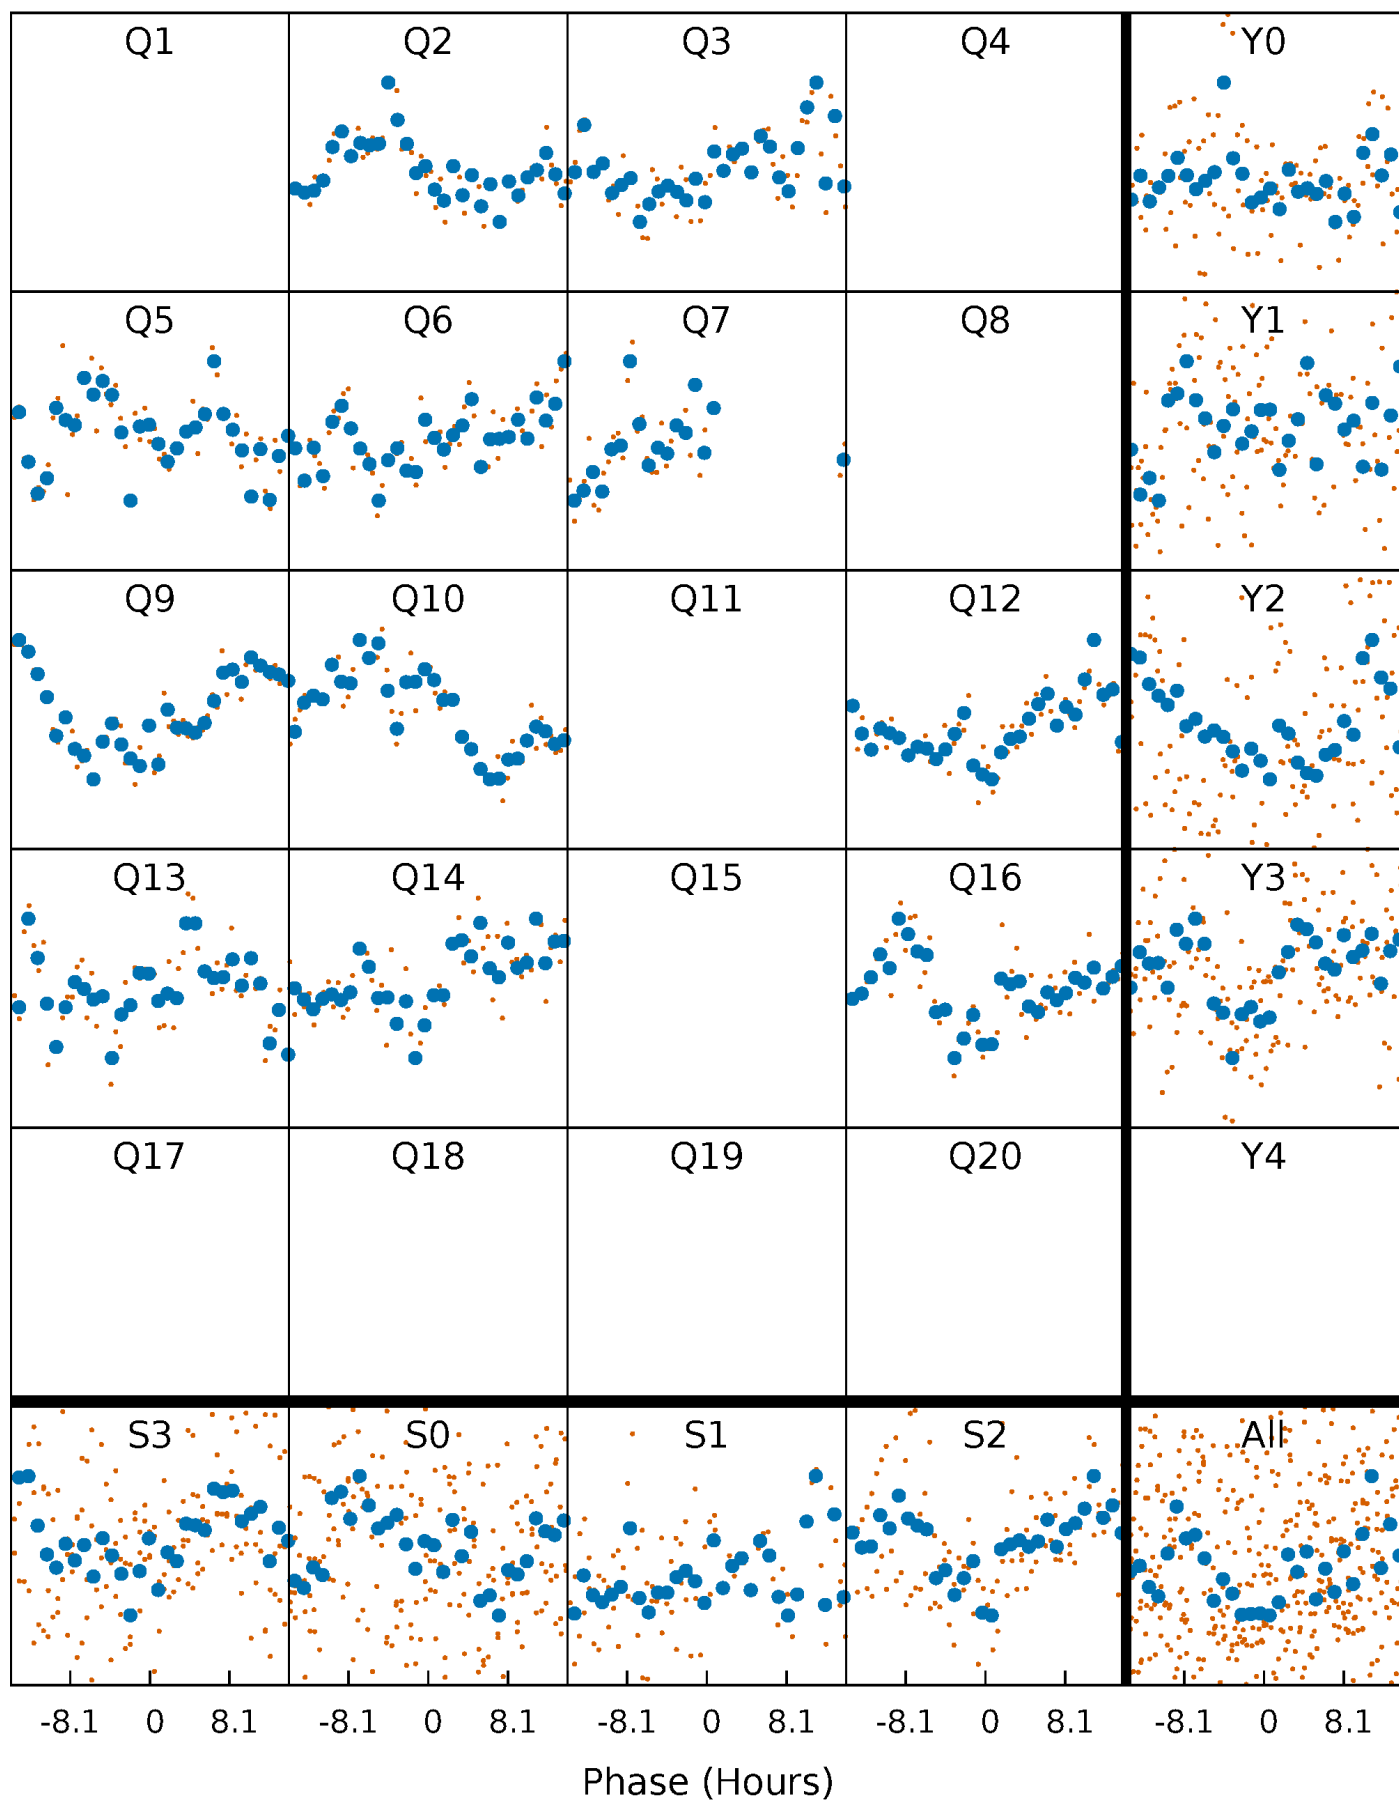 Q1 Q2 Q3 Q4 Y0
Q5 Q6 Q7 Q8 Y1
Q9 Q10 Q11 Q12 Y2
Q13 Q14 Q15 Q16 Y3
Q17 Q18 Q19 Q20 Y4
S3 S0 S1 S2 All
-8.1 0 8.1 -8.1 0 8.1 -8.1 0 8.1 -8.1 0 8.1 -8.1 0 8.1
Phase (Hours)